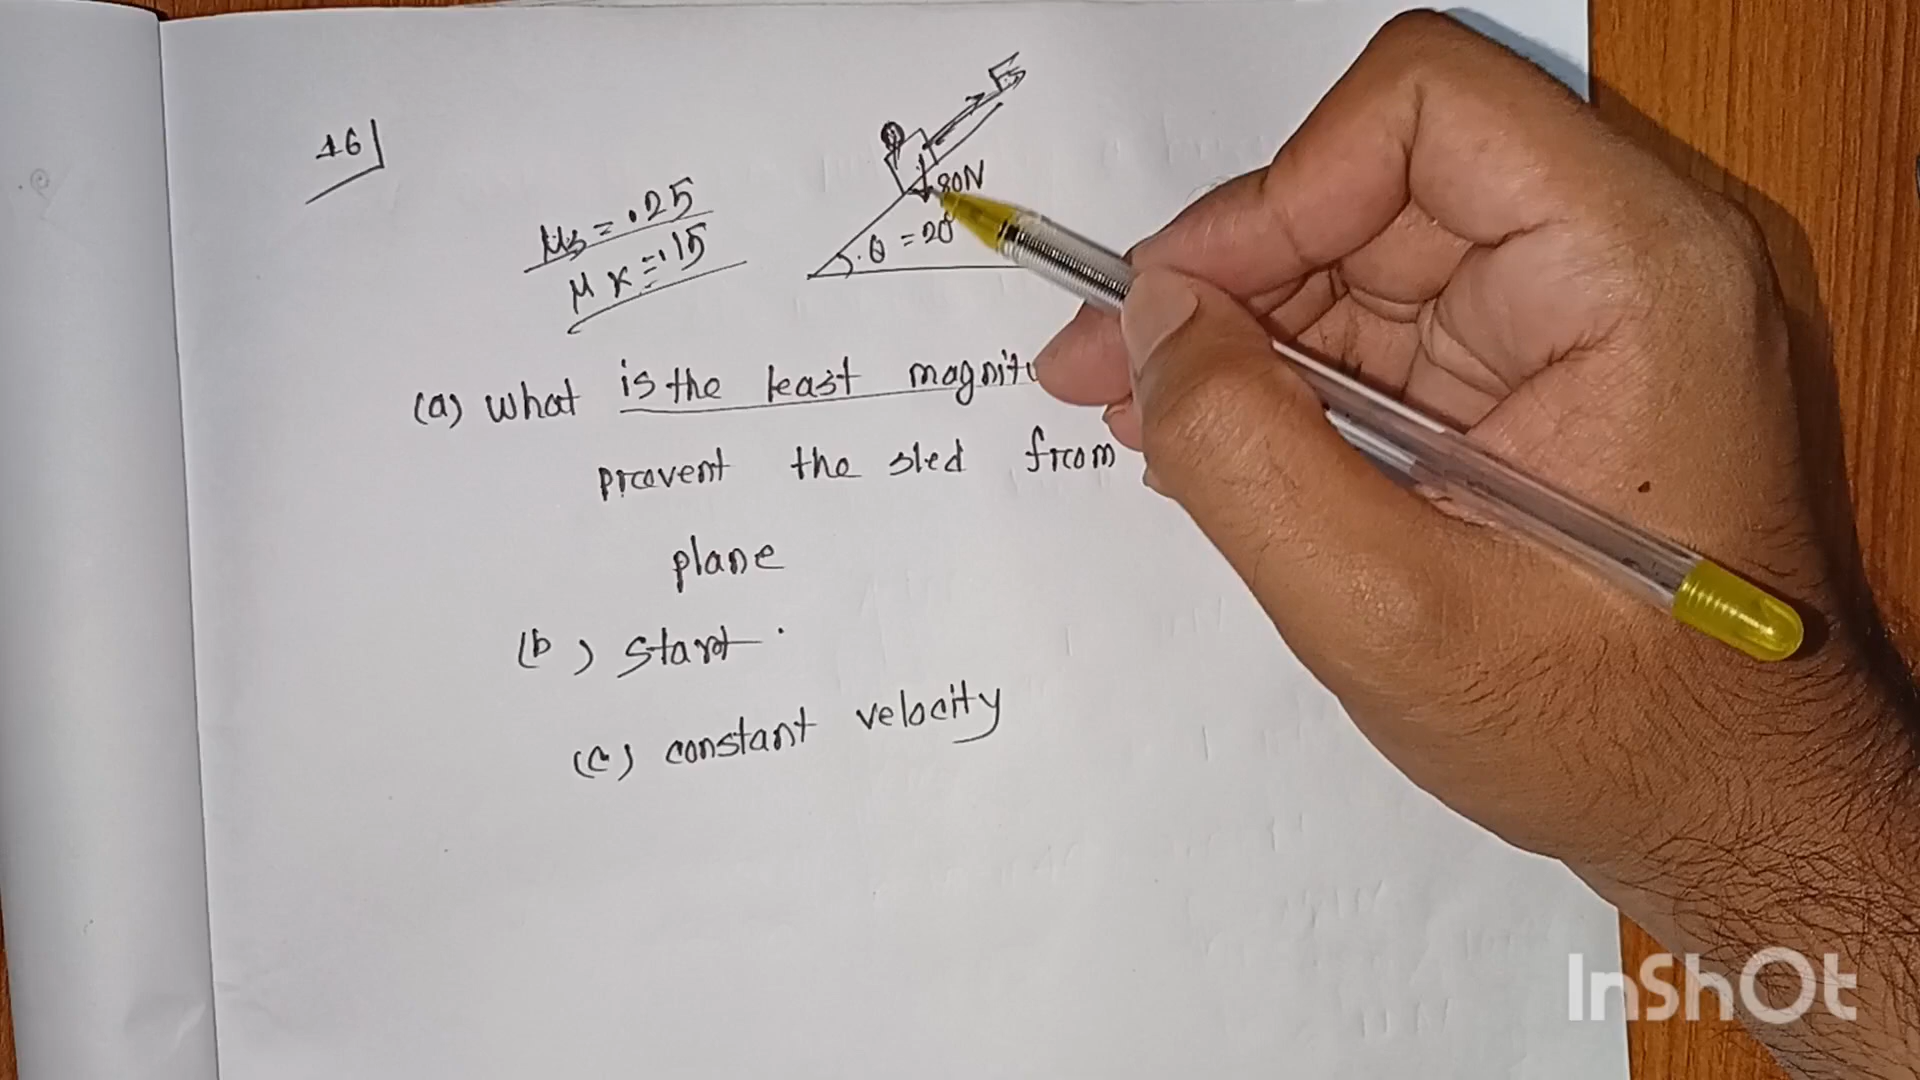 16
F
80N
θ = 20°
μs = .25
μk = .15
(a) what is the least
prevent the sled from
plane
(b) start
(c) constant velocity
InShOt